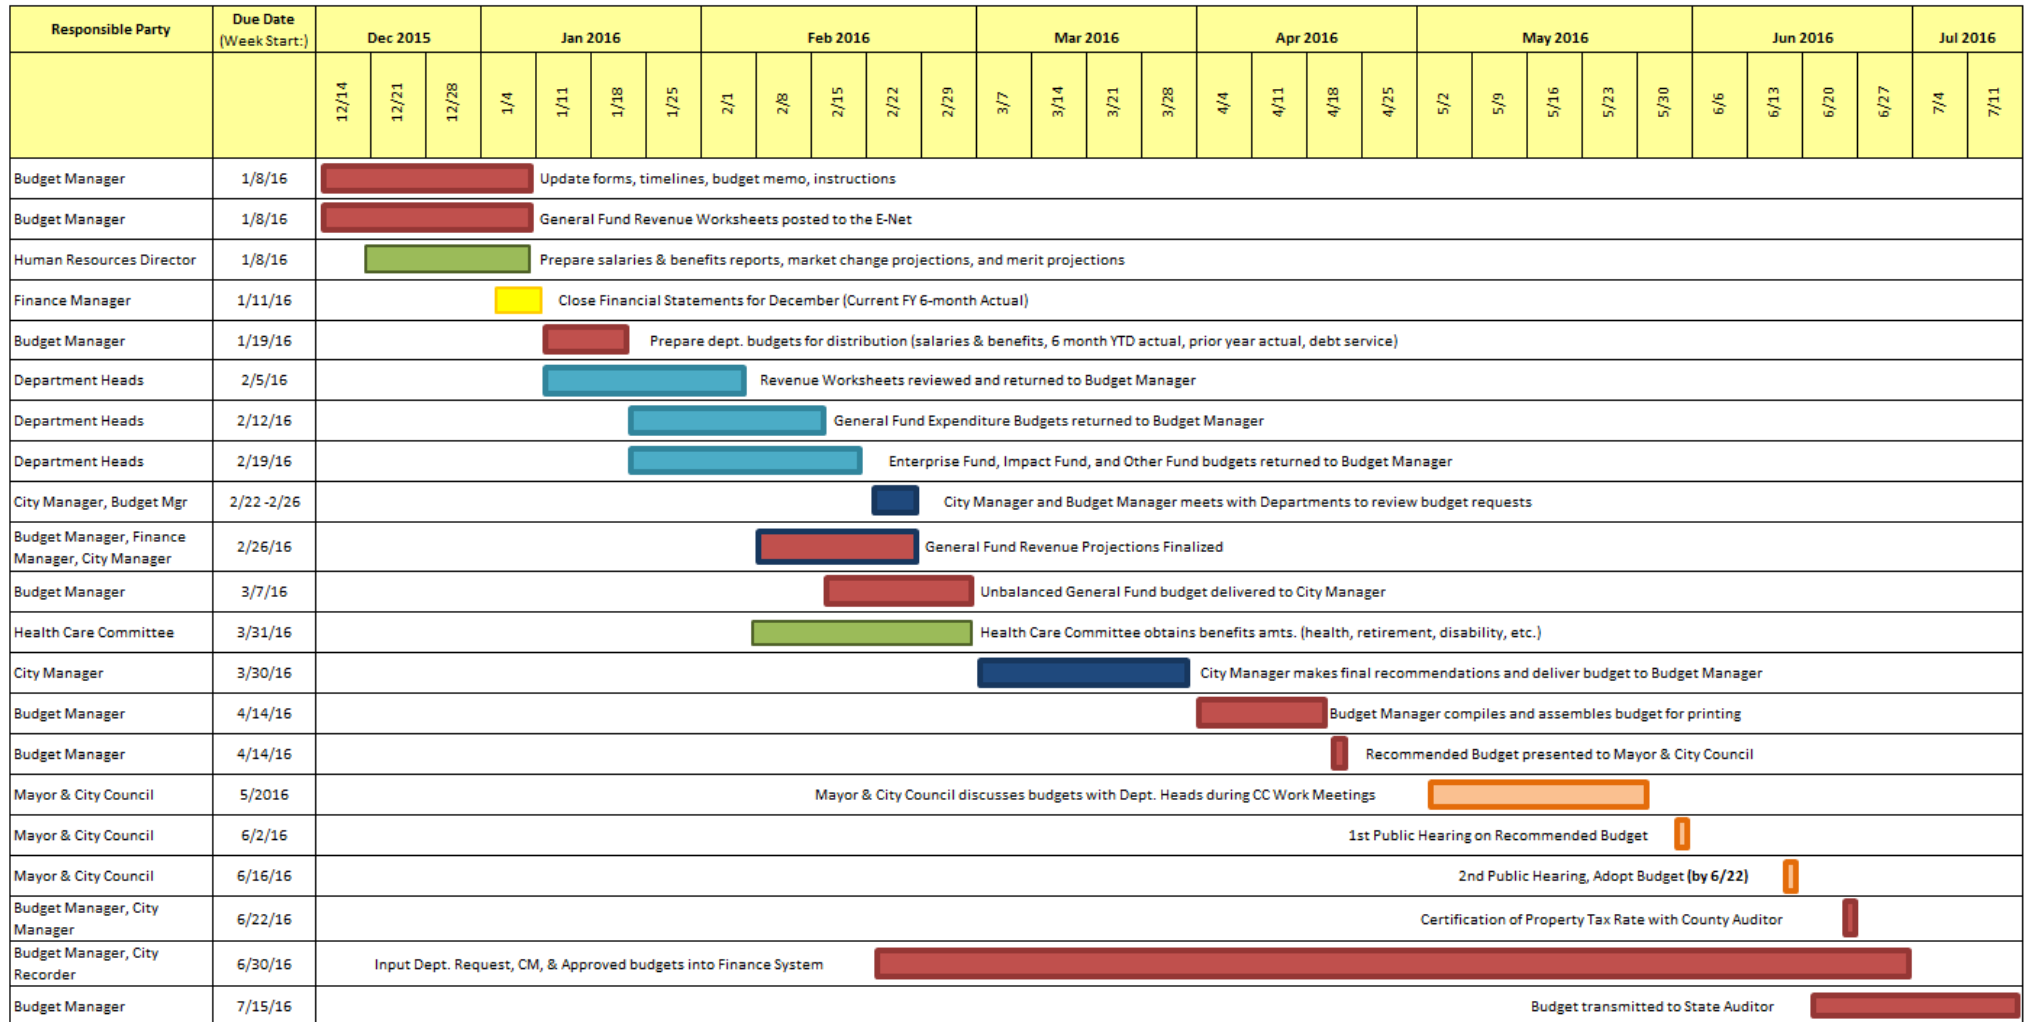 Responsible Party
Due Date
(Week Start:)
Dec 2015
Jan 2016
Feb 2016
Mar 2016
Apr 2016
May 2016
Jun 2016
Jul 2016
12/14
12/21
12/28
1/4
1/11
1/18
1/25
2/1
2/8
2/15
2/22
2/29
3/7
3/14
3/21
3/28
4/4
4/11
4/18
4/25
5/2
5/9
5/16
5/23
5/30
6/6
6/13
6/20
6/27
7/4
7/11
Budget Manager 1/8/16 Update forms, timelines, budget memo, instructions
Budget Manager 1/8/16 General Fund Revenue Worksheets posted to the E-Net
Human Resources Director 1/8/16 Prepare salaries & benefits reports, market change projections, and merit projections
Finance Manager 1/11/16 Close Financial Statements for December (Current FY 6-month Actual)
Budget Manager 1/19/16 Prepare dept. budgets for distribution (salaries & benefits, 6 month YTD actual, prior year actual, debt service)
Department Heads 2/5/16 Revenue Worksheets reviewed and returned to Budget Manager
Department Heads 2/12/16 General Fund Expenditure Budgets returned to Budget Manager
Department Heads 2/19/16 Enterprise Fund, Impact Fund, and Other Fund budgets returned to Budget Manager
City Manager, Budget Mgr 2/22 -2/26 City Manager and Budget Manager meets with Departments to review budget requests
Budget Manager, Finance
Manager, City Manager
2/26/16 General Fund Revenue Projections Finalized
Budget Manager 3/7/16 Unbalanced General Fund budget delivered to City Manager
Health Care Committee 3/31/16 Health Care Committee obtains benefits amts. (health, retirement, disability, etc.)
City Manager 3/30/16 City Manager makes final recommendations and deliver budget to Budget Manager
Budget Manager 4/14/16 Budget Manager compiles and assembles budget for printing
Budget Manager 4/14/16 Recommended Budget presented to Mayor & City Council
Mayor & City Council 5/2016 Mayor & City Council discusses budgets with Dept. Heads during CC Work Meetings
Mayor & City Council 6/2/16 1st Public Hearing on Recommended Budget
Mayor & City Council 6/16/16 2nd Public Hearing, Adopt Budget (by 6/22)
Budget Manager, City
Manager
6/22/16 Certification of Property Tax Rate with County Auditor
Budget Manager, City
Recorder
6/30/16 Input Dept. Request, CM, & Approved budgets into Finance System
Budget Manager 7/15/16 Budget transmitted to State Auditor